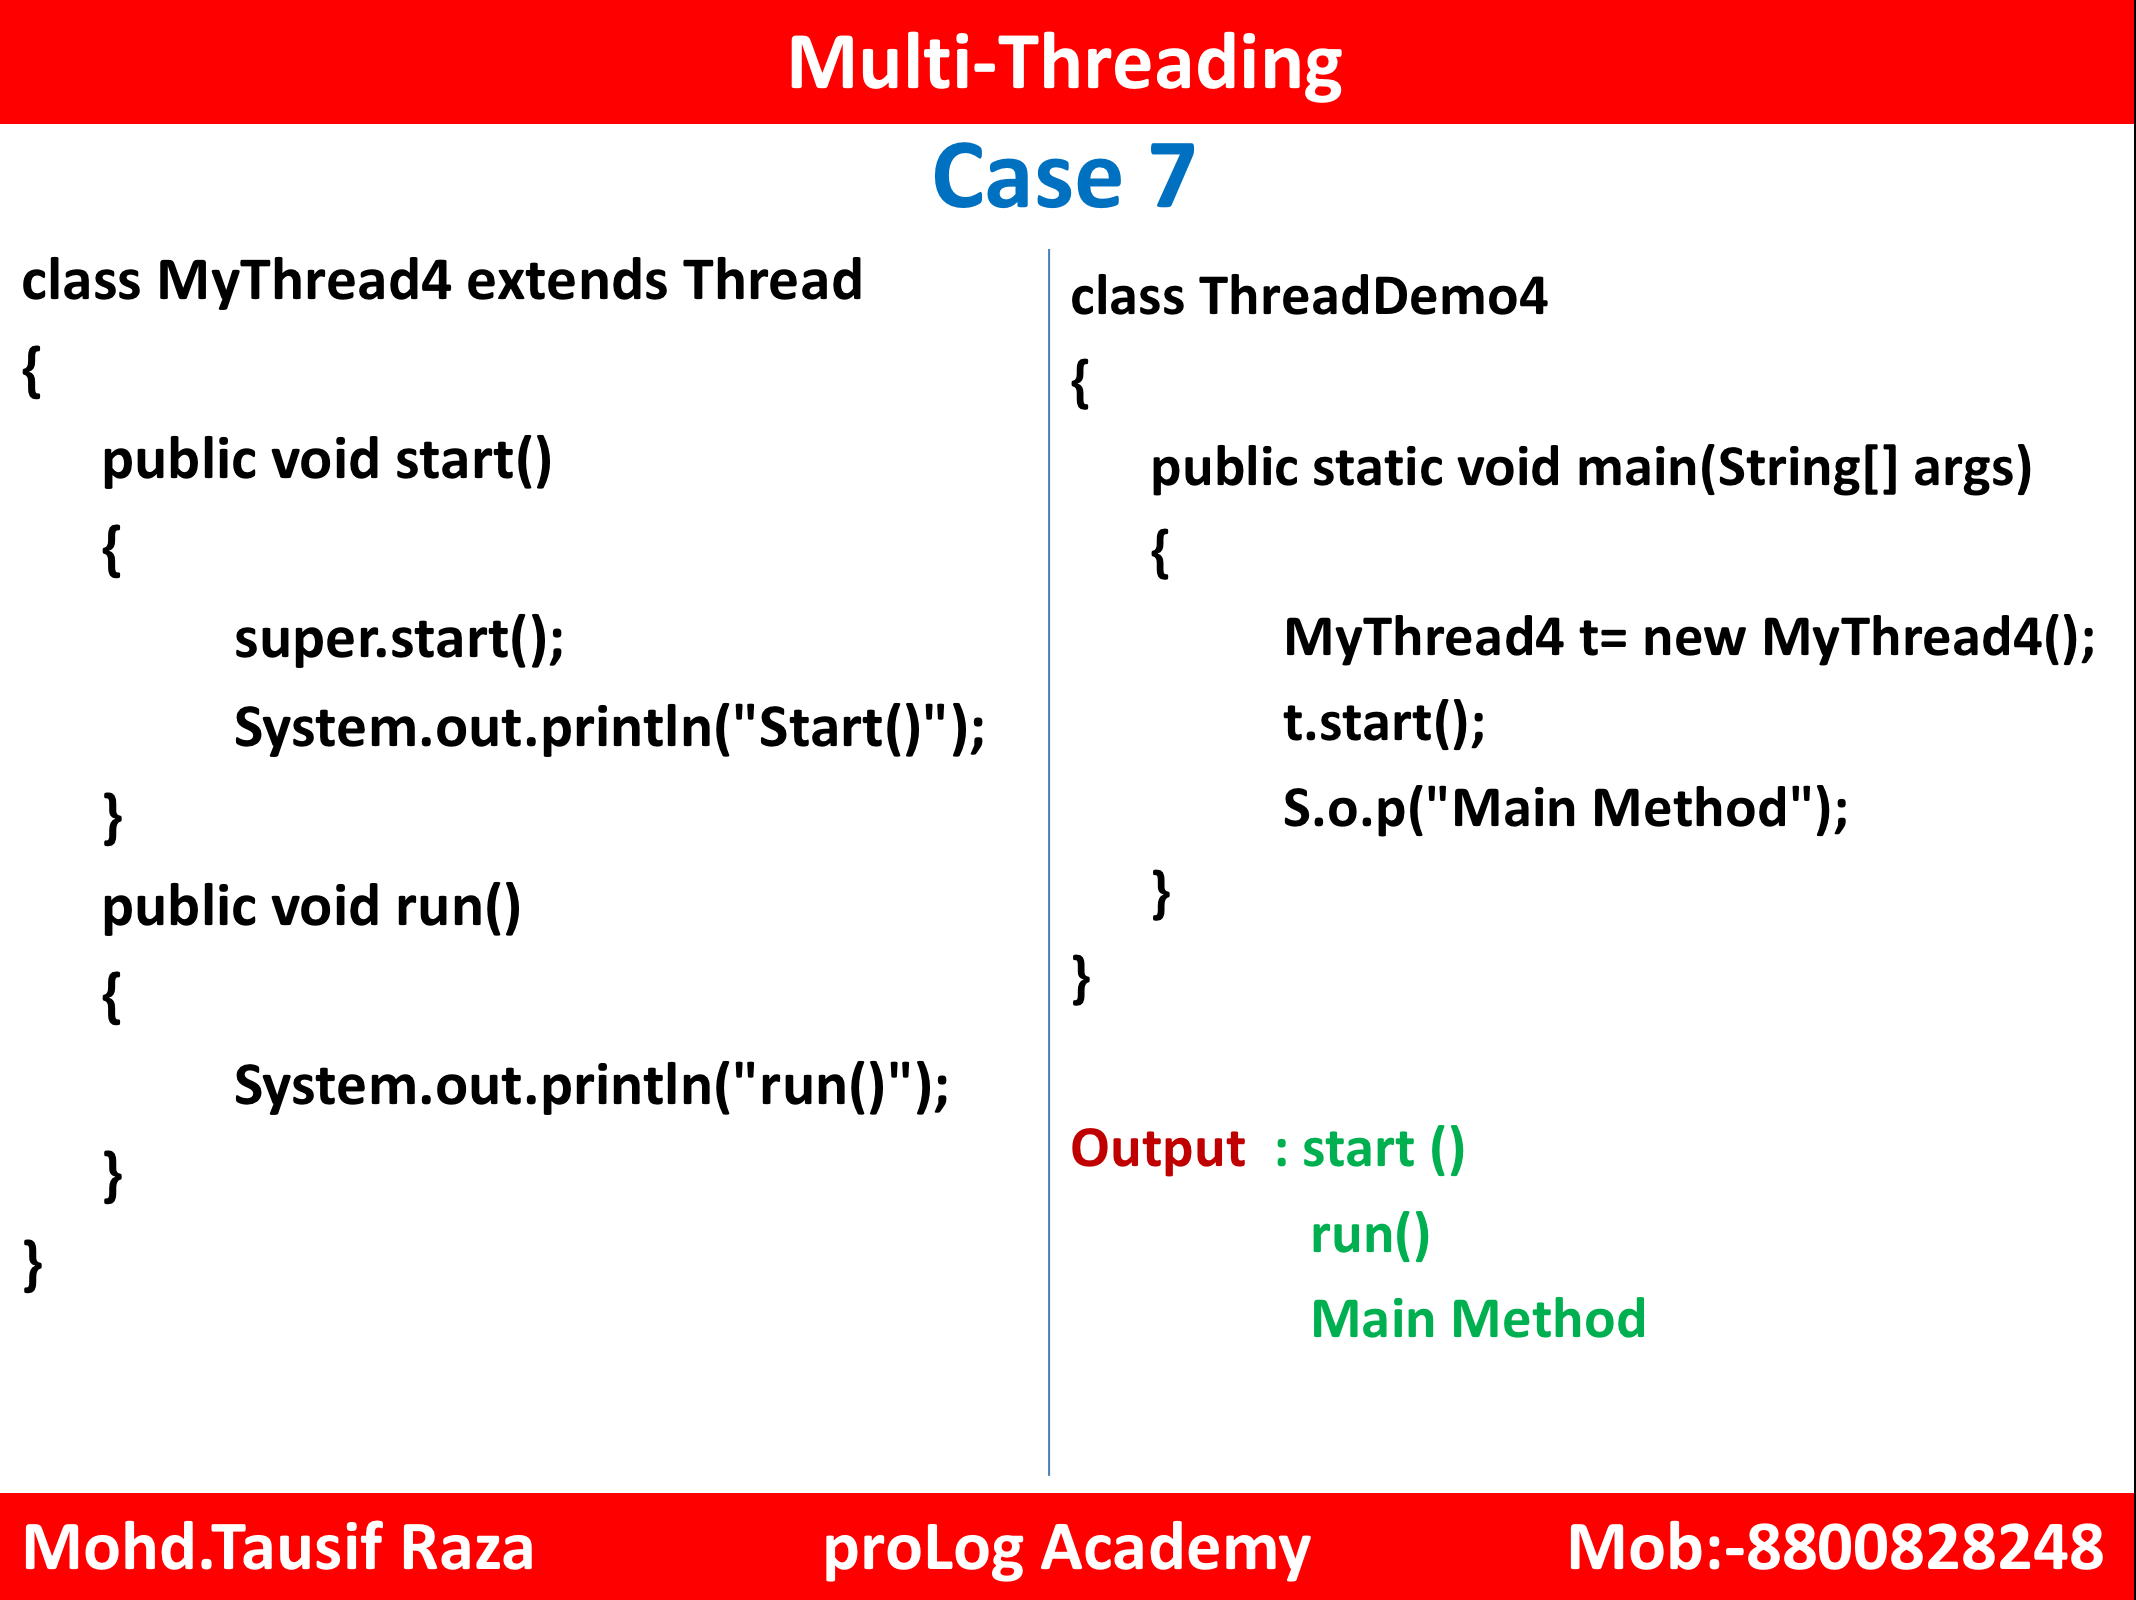 Multi-Threading
Case 7
class MyThread4 extends Thread
{
public void start()
{
super.start();
System.out.println("Start()");
}
public void run()
{
System.out.println("run()");
}
}
class ThreadDemo4
{
public static void main(String[] args)
{
MyThread4 t= new MyThread4();
t.start();
S.o.p("Main Method");
}
}
Output : start ()
run()
Main Method
Mohd.Tausif Raza proLog Academy Mob:-8800828248